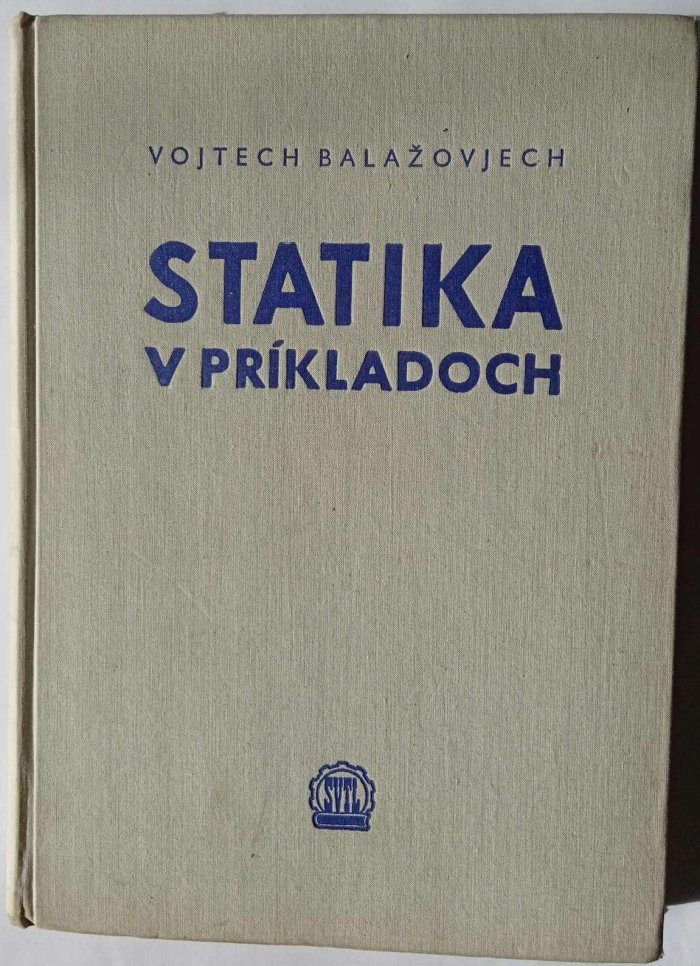 VOJTECH BALAŽOVJECH
STATIKA
V PRÍKLADOCH
SVTL